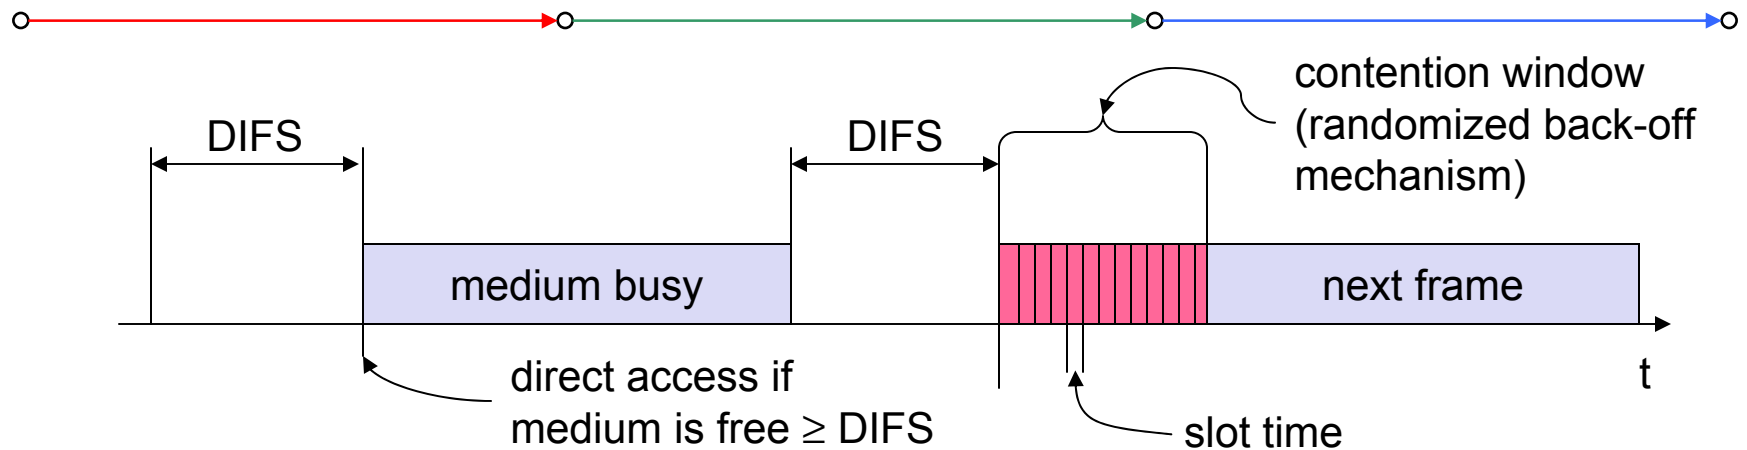 DIFS
DIFS
contention window
(randomized back-off
mechanism)
medium busy
next frame
direct access if
medium is free ≥ DIFS
slot time
t